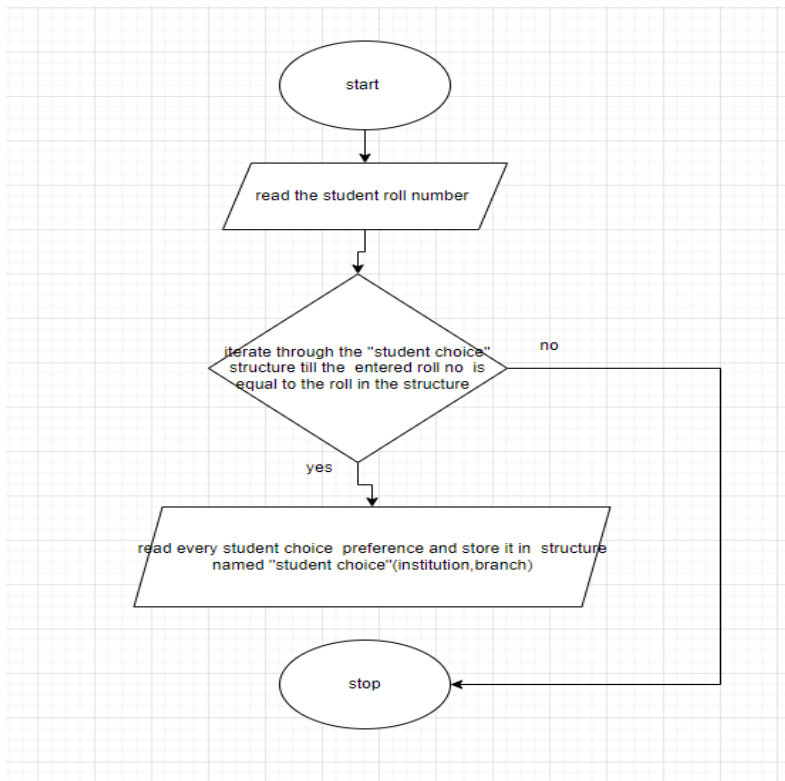 start
read the student roll number
iterate through the "student choice"
structure till the entered roll no is
equal to the roll in the structure
no
yes
read every student choice preference and store it in structure
named "student choice"(institution,branch)
stop